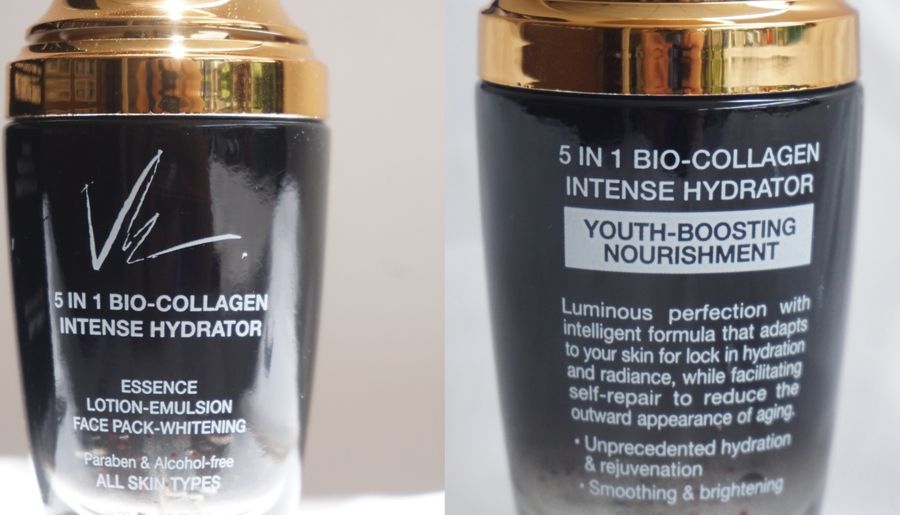 5 IN 1 BIO-COLLAGEN
INTENSE HYDRATOR
ESSENCE
LOTION-EMULSION
FACE PACK-WHITENING
Paraben & Alcohol-free
ALL SKIN TYPES
5 IN 1 BIO-COLLAGEN
INTENSE HYDRATOR
YOUTH-BOOSTING
NOURISHMENT
Luminous perfection with
intelligent formula that adapts
to your skin for lock in hydration
and radiance, while facilitating
self-repair to reduce the
outward appearance of aging.
• Unprecedented hydration
& rejuvenation
• Smoothing & brightening